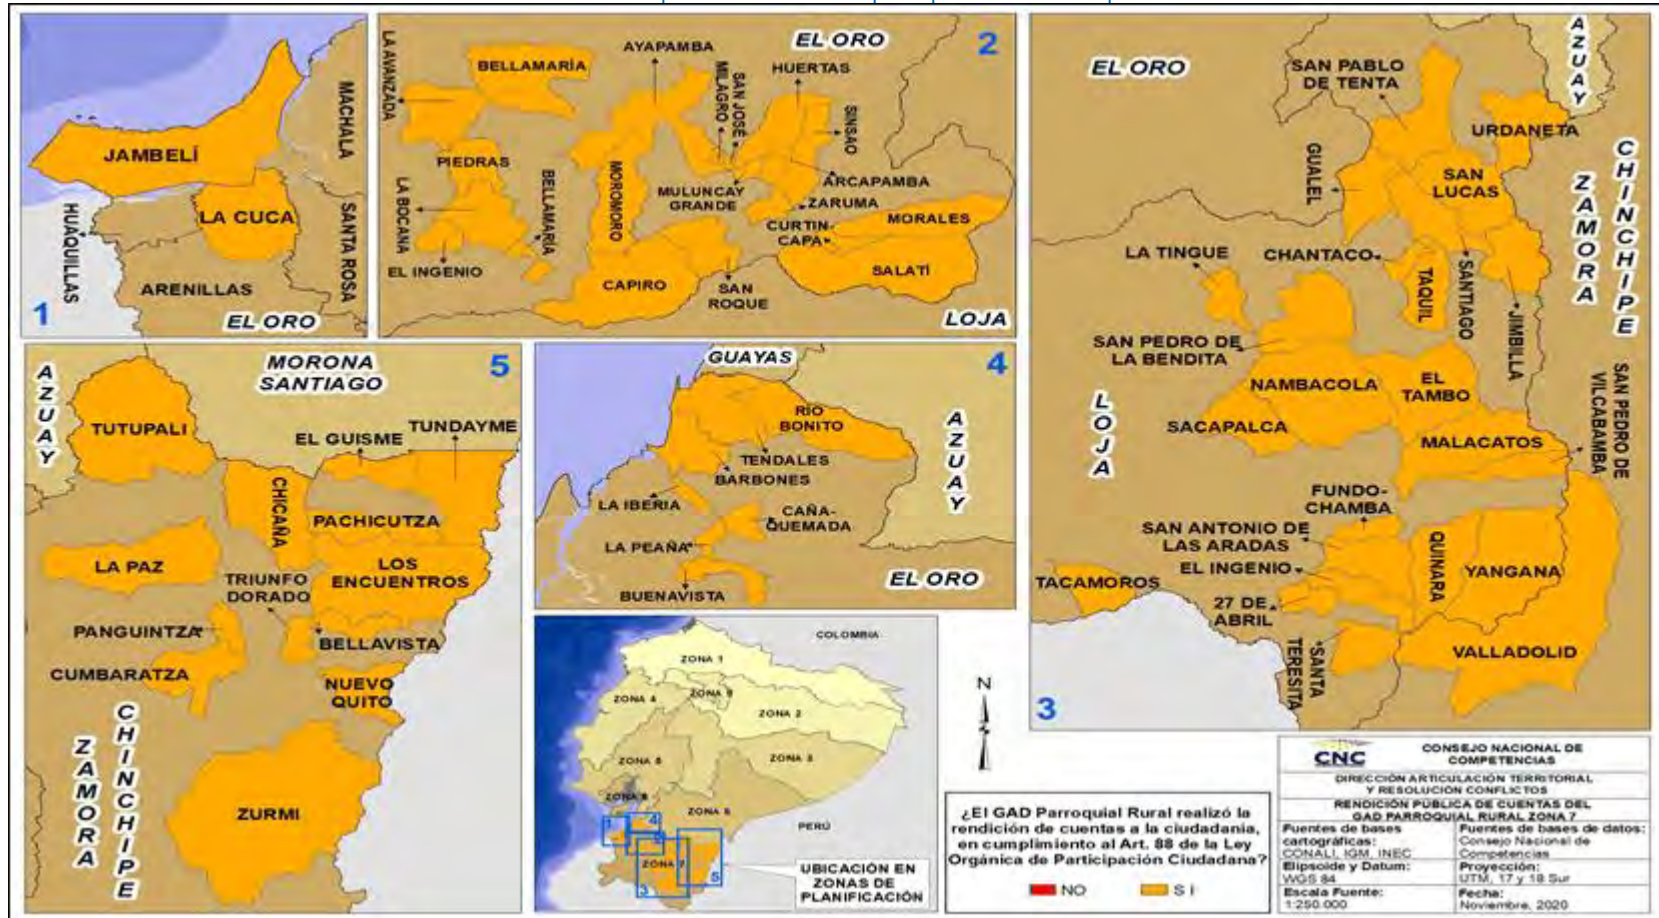 JAMBELÍ
MACHALA
LA CUCA
HUAQUILLAS
SANTA ROSA
ARENILLAS
EL ORO
1
LA AVANZADA
BELLAMARÍA
AYAPAMBA
EL ORO
2
MILAGRO
SAN JOSÉ
HUERTAS
SINSAO
PIEDRAS
LA BOCANA
BELLAMARÍA
MOROMORO
MULUNCAY
GRANDE
ARCAPAMBA
ZARUMA
CURTIN-
CAPA
MORALES
EL INGENIO
CAPIRO
SAN
ROQUE
SALATÍ
LOJA
EL ORO
AZUAY
SAN PABLO
DE TENTA
URDANETA
GUALEL
SAN
LUCAS
ZAMORA
CHINCHIPE
LA TINGUE
CHANTACO
TAQUIL
SANTIAGO
JIMBILLA
SAN PEDRO DE
LA BENDITA
NAMBACOLA
EL
TAMBO
SAN PEDRO DE
VILCABAMBA
LOJA
SACAPALCA
MALACATOS
FUNDO-
CHAMBA
SAN ANTONIO DE
LAS ARADAS
EL INGENIO
QUINARA
YANGANA
TACAMOROS
27 DE
ABRIL
SANTA
TERESITA
VALLADOLID
3
AZUAY
MORONA
SANTIAGO
5
TUTUPALI
EL GUISME
TUNDAYME
CHICAÑA
PACHICUTZA
LA PAZ
TRIUNFO
DORADO
LOS
ENCUENTROS
PANGUINTZA
BELLAVISTA
CUMBARATZA
NUEVO
QUITO
ZAMORA
CHINCHIPE
ZURMI
GUAYAS
4
RÍO
BONITO
AZUAY
TENDALES
BARBONES
LA IBERIA
CAÑA-
QUEMADA
LA PEAÑA
EL ORO
BUENAVISTA
COLOMBIA
ZONA 1
ZONA 4
ZONA 9
ZONA 2
ZONA 5
ZONA 3
ZONA 8
ZONA 6
PERÚ
1
4
2
ZONA 7
3
5
UBICACIÓN EN
ZONAS DE
PLANIFICACIÓN
N
¿El GAD Parroquial Rural realizó la
rendición de cuentas a la ciudadanía,
en cumplimiento al Art. 88 de la Ley
Orgánica de Participación Ciudadana?
NO
SI
CNC
CONSEJO NACIONAL DE
COMPETENCIAS
DIRECCIÓN ARTICULACIÓN TERRITORIAL
Y RESOLUCIÓN CONFLICTOS
RENDICIÓN PÚBLICA DE CUENTAS DEL
GAD PARROQUIAL RURAL ZONA 7
Fuentes de bases
cartográficas:
CONALI, IGM, INEC
Fuentes de bases de datos:
Consejo Nacional de
Competencias
Elipsoide y Datum:
WGS 84
Proyección:
UTM, 17 y 18 Sur
Escala Fuente:
1:250.000
Fecha:
Noviembre, 2020